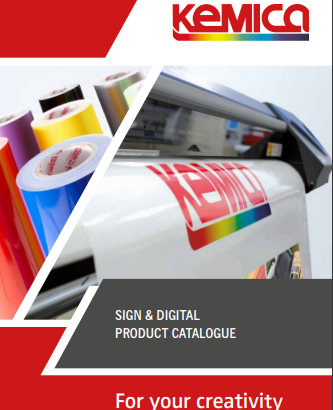 KEMICA
KEMICA
SIGN & DIGITAL
PRODUCT CATALOGUE
For your creativity